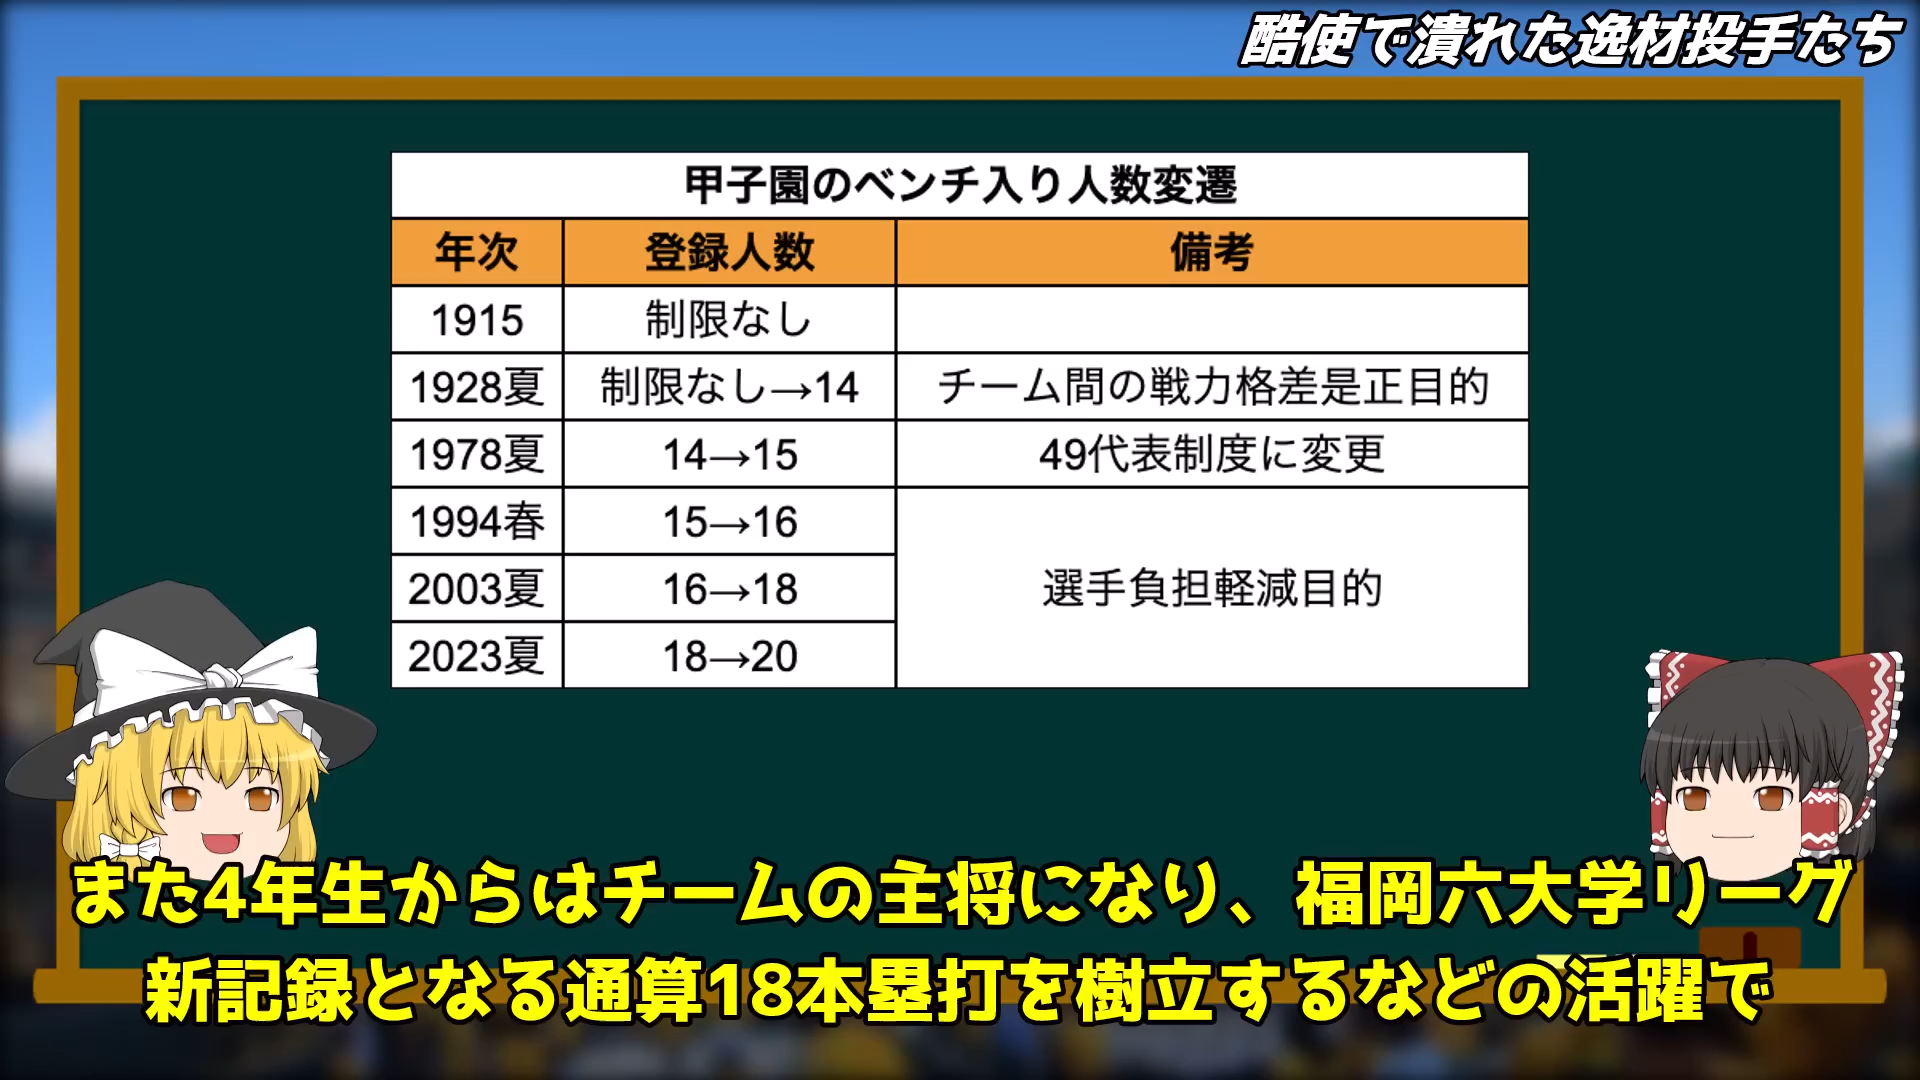 酷使で潰れた逸材投手たち
甲子園のベンチ入り人数変遷
年次 登録人数 備考
1915 制限なし
1928夏 制限なし→14 チーム間の戦力格差是正目的
1978夏 14→15 49代表制度に変更
1994春 15→16
2003夏 16→18 選手負担軽減目的
2023夏 18→20
また4年生からはチームの主将になり、福岡六大学リーグ
新記録となる通算18本塁打を樹立するなどの活躍で